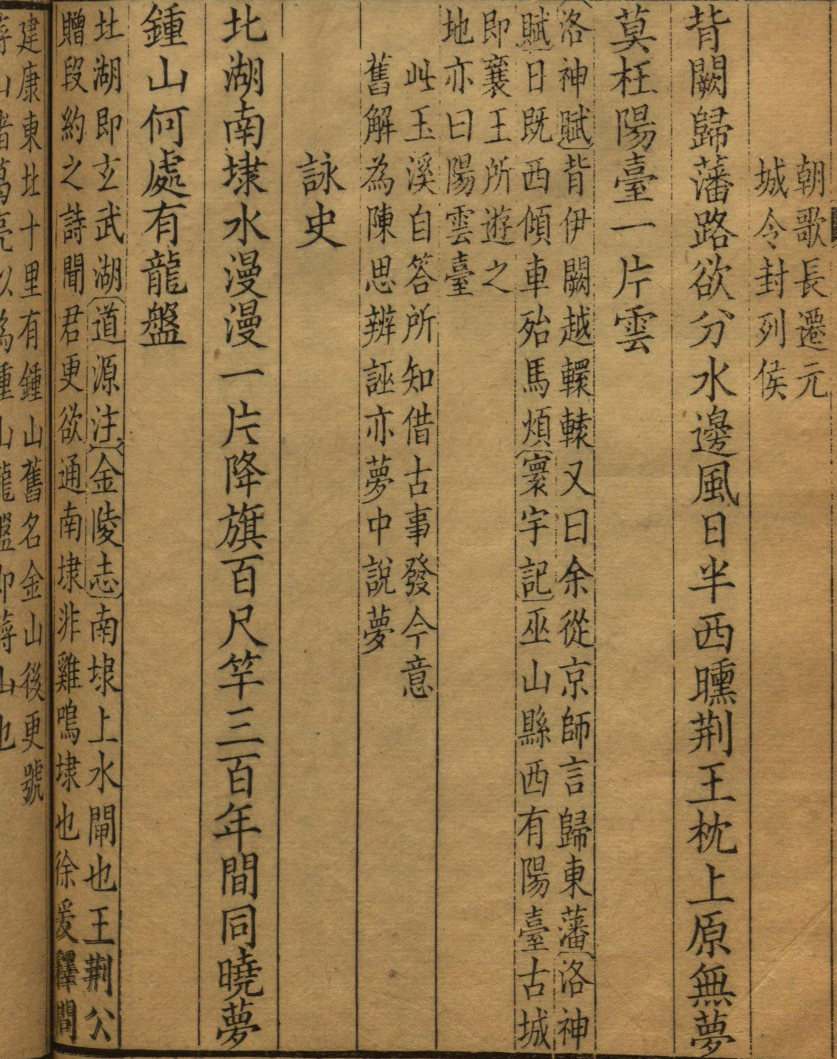 朝歌長遷元
城令封列侯
背闕歸藩路欲分水邊風日半西曛荆王枕上原無夢
莫枉陽臺一片雲
洛神賦背伊闕越轘轅又曰余從京師言歸東藩洛神
賦日既西傾車殆馬煩寰宇記巫山縣西有陽臺古城
即襄王所遊之
地亦曰陽雲臺
此玉溪自答所知借古事發今意
舊解為陳思辨誣亦夢中說夢
詠史
北湖南埭水漫漫一片降旗百尺竿三百年間同曉夢
鍾山何處有龍盤
北湖即玄武湖道源注金陵志南埭上水閘也王荆公
贈段約之詩聞君更欲通南埭非雞鳴埭也徐爰釋問
建康東北十里有鍾山舊名金山後更號
蔣山諸葛亮以為鍾山龍盤即蔣山也